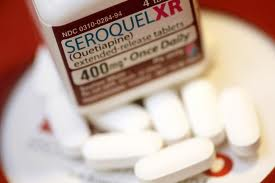 NDC 0310-0284-94
SEROQUEL XR
(Quetiapine)
extended-release tablets
400mg* Once Daily